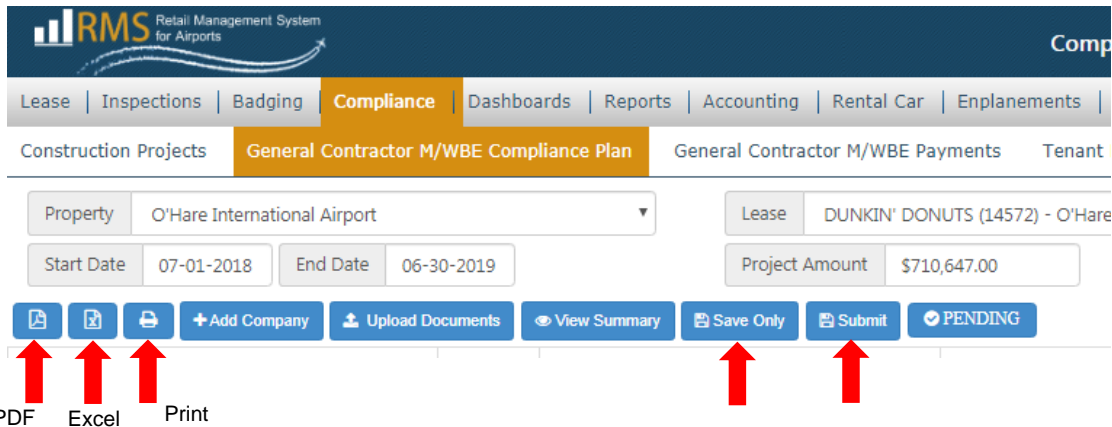 RMS Retail Management System
for Airports
Comp
Lease | Inspections | Badging | Compliance | Dashboards | Reports | Accounting | Rental Car | Enplanements |
Construction Projects General Contractor M/WBE Compliance Plan General Contractor M/WBE Payments Tenant
Property O'Hare International Airport Lease DUNKIN' DONUTS (14572) - O'Hare
Start Date 07-01-2018 End Date 06-30-2019 Project Amount $710,647.00
+Add Company Upload Documents View Summary Save Only Submit PENDING
PDF Excel Print